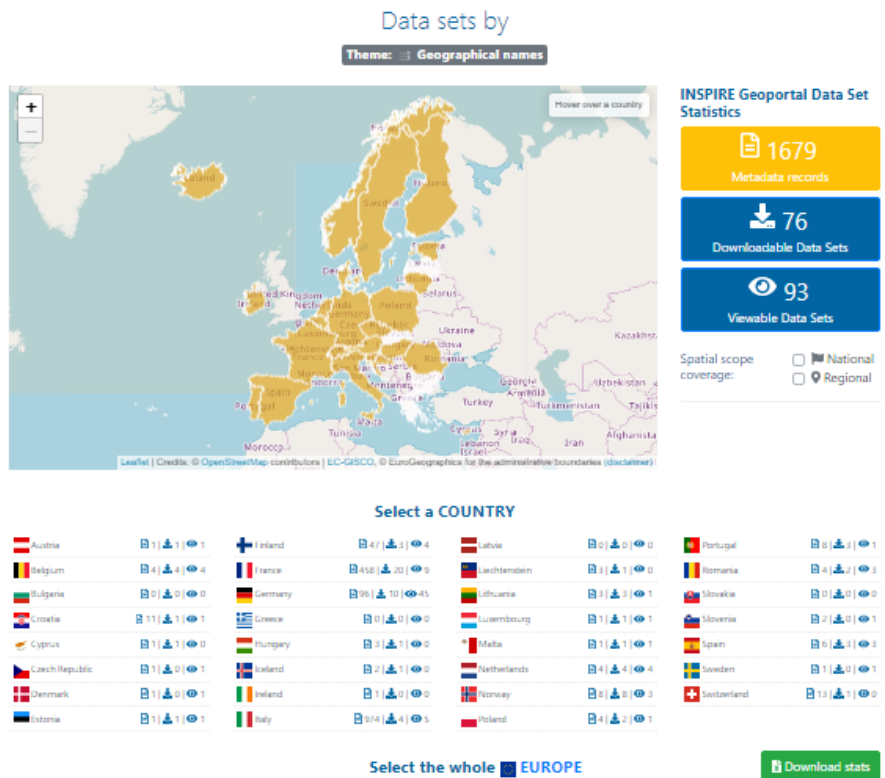 Data sets by
Theme: Geographical names
+
−
Hover over a country
INSPIRE Geoportal Data Set
Statistics
1679
Metadata records
76
Downloadable Data Sets
93
Viewable Data Sets
Spatial scope
coverage:
National
Regional
Iceland
Sweden
Finland
United Kingdom
Ireland
Poland
Belarus
Ukraine
Kazakhst
Romania
Georgia
Uzbekistan
Turkmenistan
Tajikis
Turkey
Greece
Spain
Portugal
Malta
Cyprus
Syria
Lebanon
Israel
Iraq
Iran
Afghanista
Tunisia
Morocco
Leaflet | Credits: © OpenStreetMap contributors | EC-GISCO, © EuroGeographics for the administrative boundaries (disclaimer)
Select a COUNTRY
Austria 1 | 1 | 1
Finland 47 | 3 | 4
Latvia 0 | 0 | 0
Portugal 8 | 3 | 1
Belgium 4 | 4 | 4
France 458 | 20 | 9
Liechtenstein 3 | 1 | 0
Romania 4 | 2 | 3
Bulgaria 0 | 0 | 0
Germany 96 | 10 | 45
Lithuania 3 | 3 | 1
Slovakia 0 | 0 | 0
Croatia 11 | 1 | 1
Greece 0 | 0 | 0
Luxembourg 1 | 1 | 1
Slovenia 2 | 0 | 1
Cyprus 1 | 1 | 0
Hungary 3 | 1 | 0
Malta 1 | 1 | 1
Spain 6 | 3 | 3
Czech Republic 1 | 0 | 1
Iceland 2 | 1 | 0
Netherlands 4 | 4 | 4
Sweden 1 | 0 | 1
Denmark 1 | 0 | 1
Ireland 1 | 0 | 0
Norway 8 | 8 | 3
Switzerland 13 | 1 | 0
Estonia 1 | 1 | 1
Italy 974 | 4 | 5
Poland 4 | 2 | 1
Select the whole EUROPE
Download stats